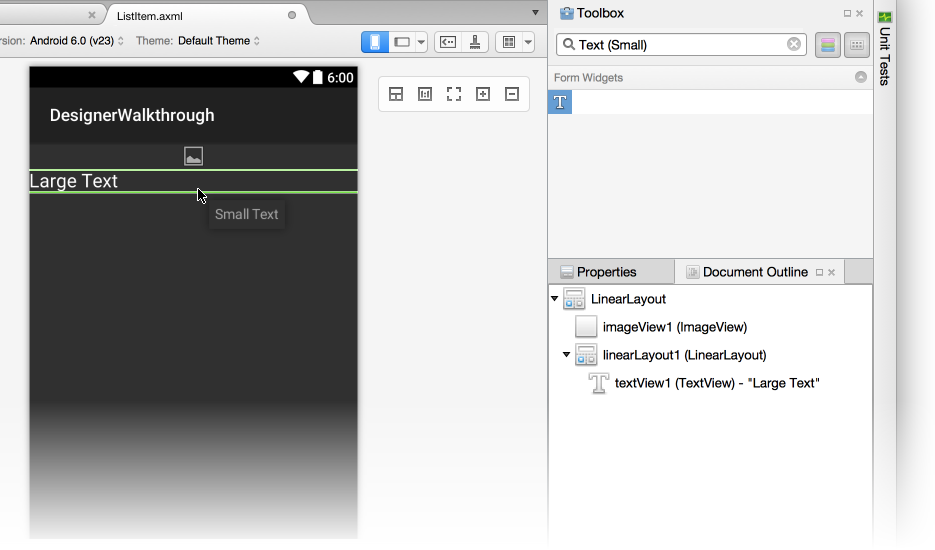 ListItem.axml
rsion: Android 6.0 (v23) Theme: Default Theme
6:00
DesignerWalkthrough
Large Text
Small Text
Toolbox
Text (Small)
Form Widgets
T
Properties
Document Outline
LinearLayout
imageView1 (ImageView)
linearLayout1 (LinearLayout)
textView1 (TextView) - "Large Text"
Unit Tests